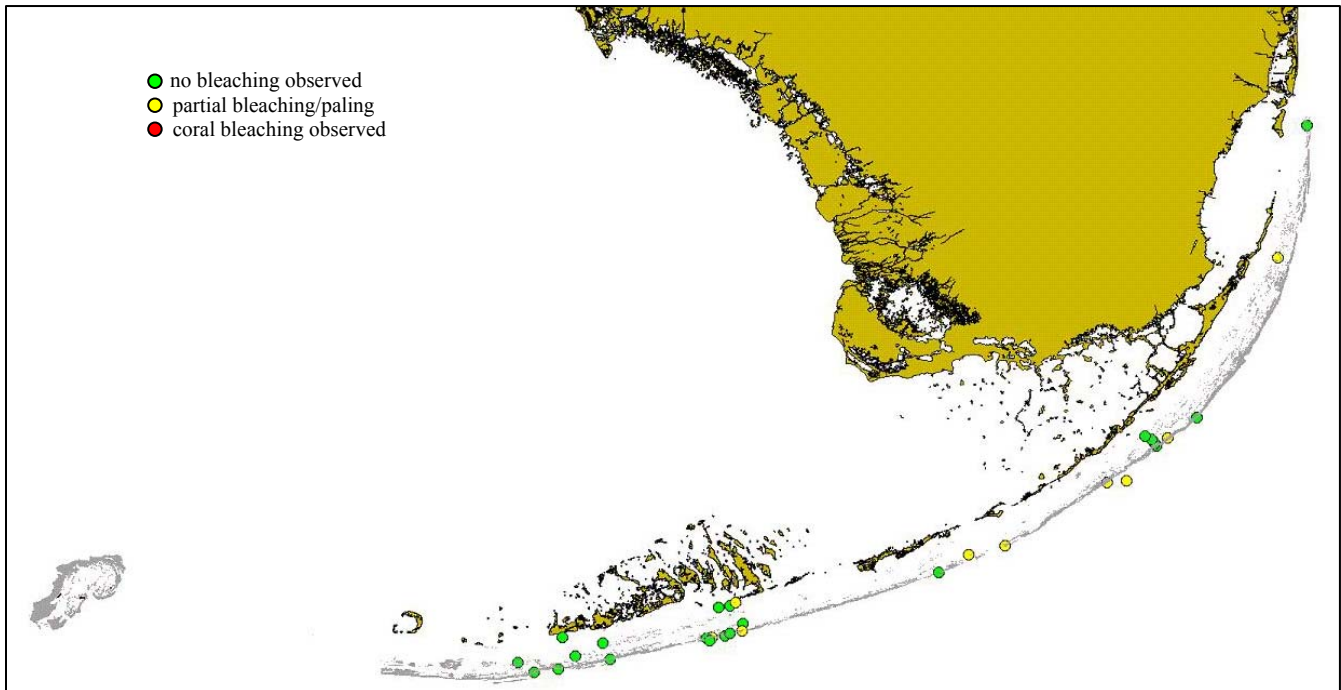 no bleaching observed
partial bleaching/paling
coral bleaching observed